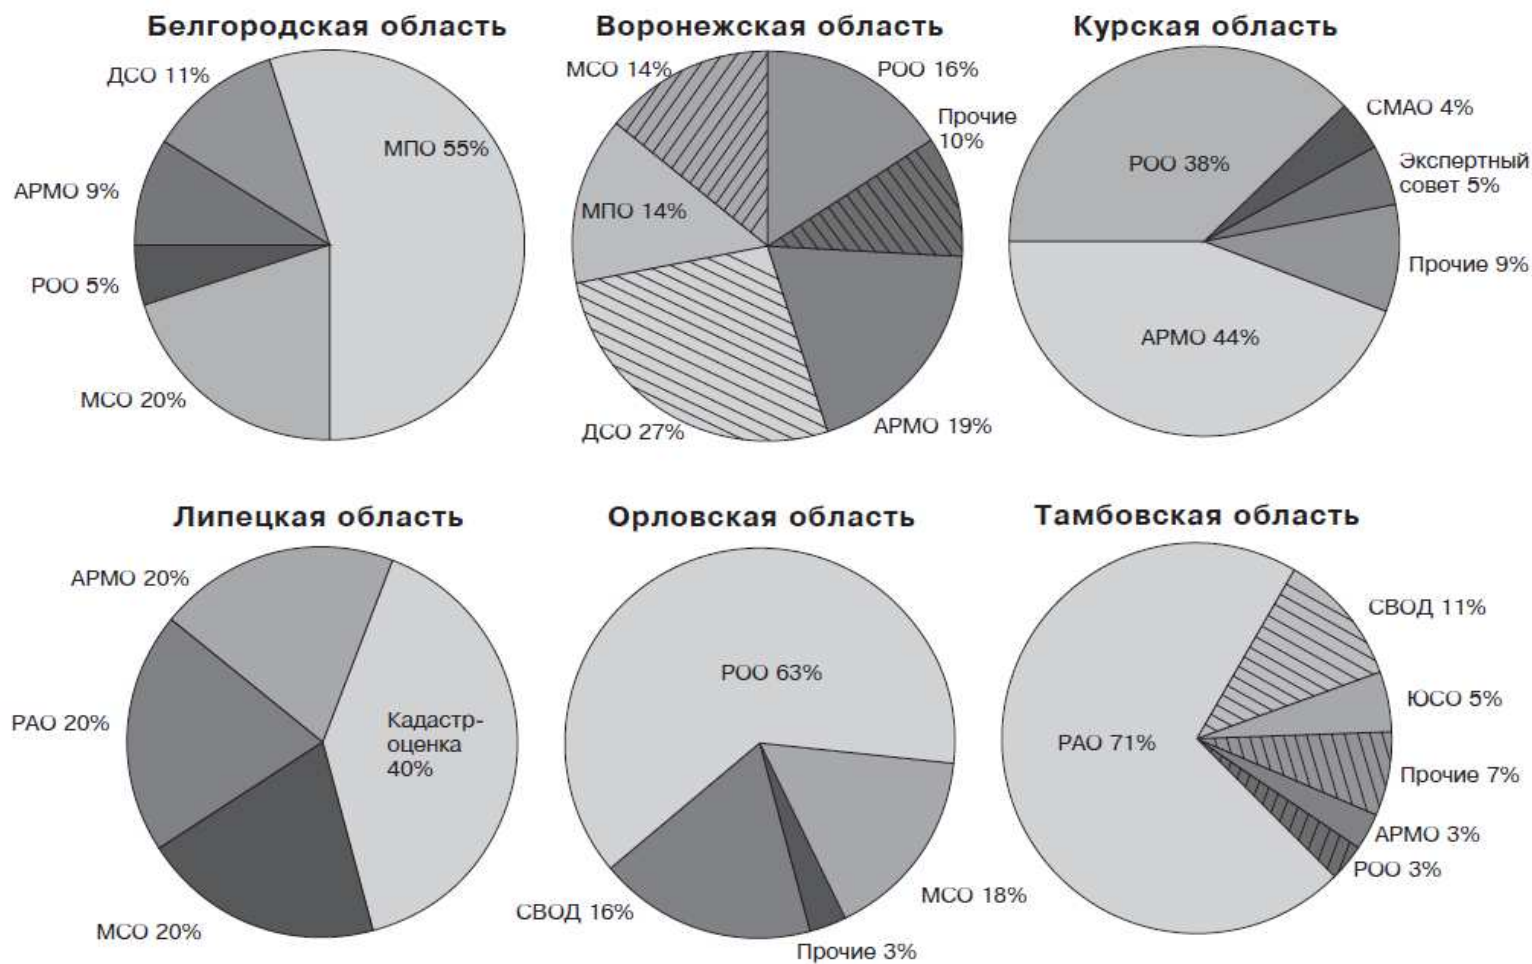 Белгородская область
ДСО 11%
МПО 55%
АРМО 9%
РОО 5%
МСО 20%
Воронежская область
МСО 14%
РОО 16%
Прочие
10%
МПО 14%
ДСО 27%
АРМО 19%
Курская область
СМАО 4%
РОО 38%
Экспертный
совет 5%
Прочие 9%
АРМО 44%
Липецкая область
АРМО 20%
РАО 20%
Кадастр-
оценка
40%
МСО 20%
Орловская область
РОО 63%
МСО 18%
СВОД 16%
Прочие 3%
Тамбовская область
СВОД 11%
ЮСО 5%
РАО 71%
Прочие 7%
АРМО 3%
РОО 3%